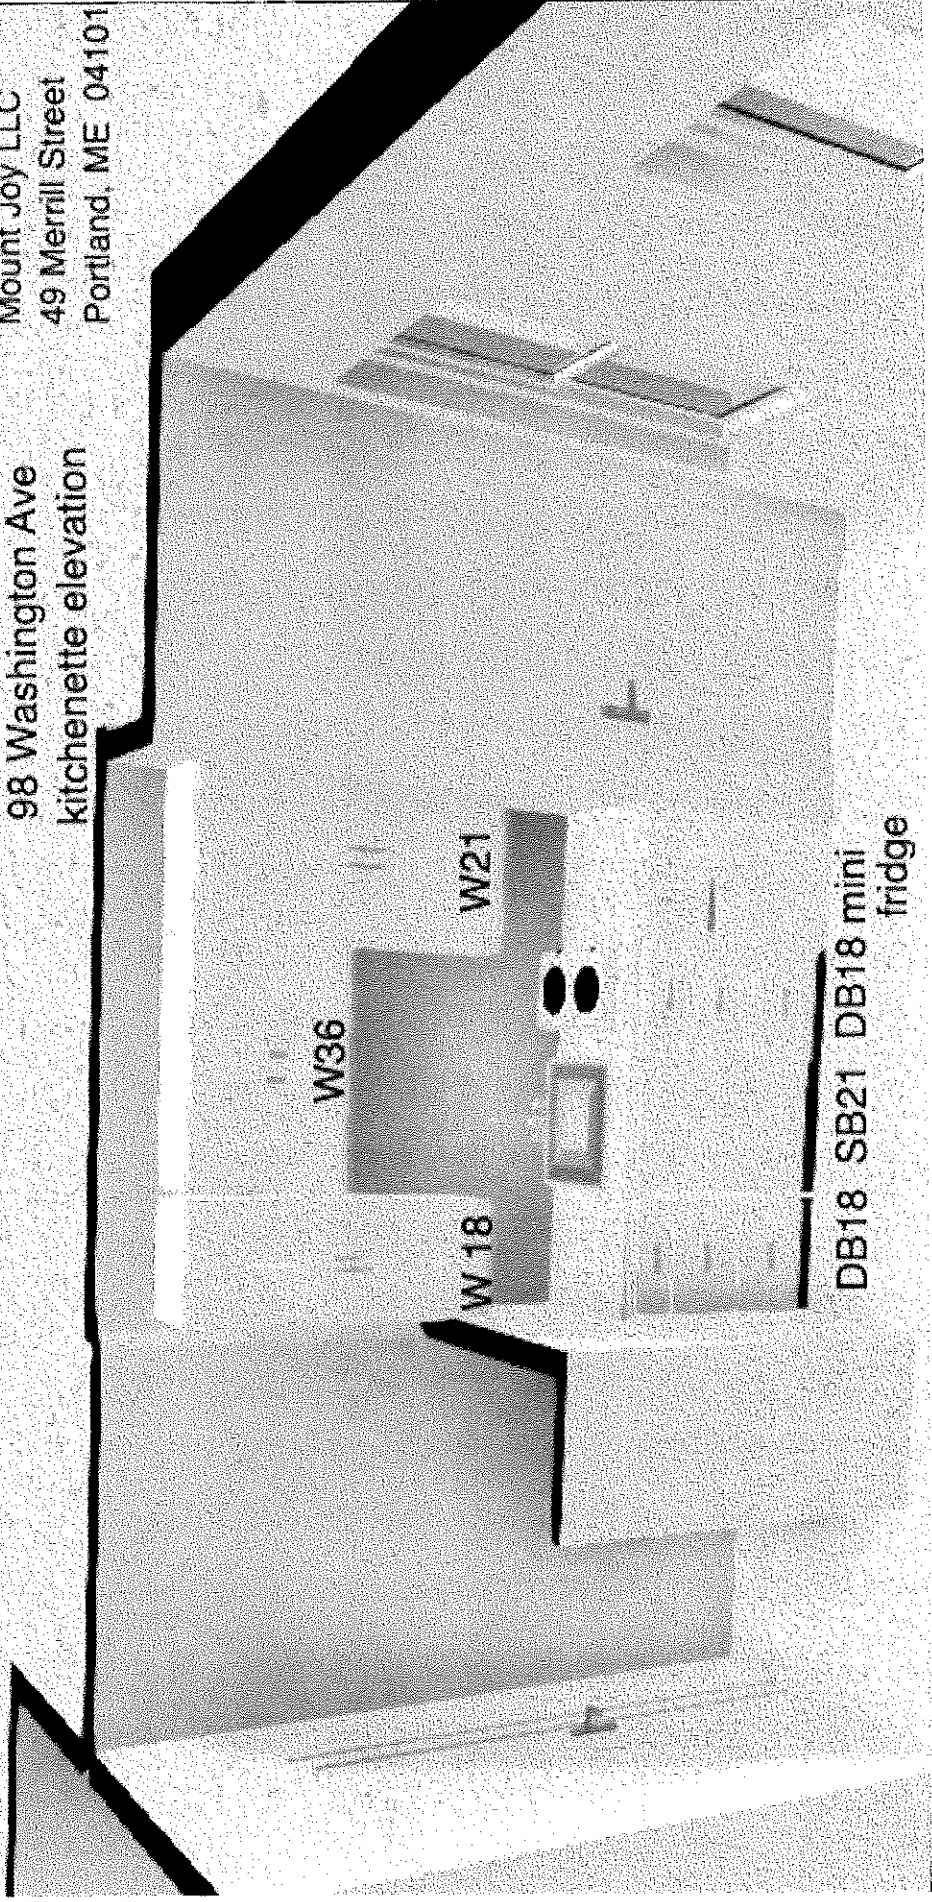 98 Washington Ave
kitchenette elevation
Mount Joy LLC
49 Merrill Street
Portland, ME 04101
W36
W 18
W21
DB18 SB21 DB18 mini
fridge